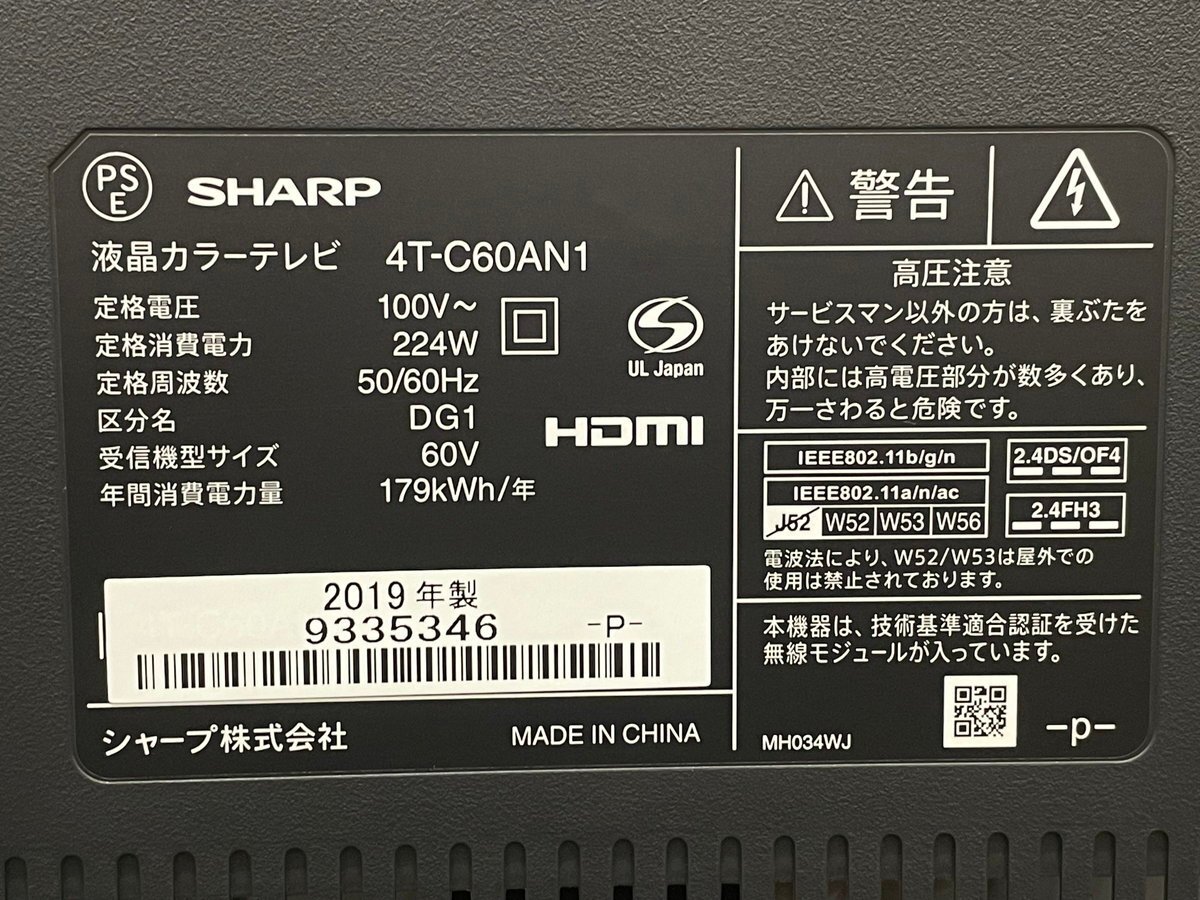 PSE
SHARP
液晶カラーテレビ 4T-C60AN1
定格電圧 100V〜
定格消費電力 224W
定格周波数 50/60Hz
区分名 DG1
受信機型サイズ 60V
年間消費電力量 179kWh/年
UL Japan
HDMI
2019 年製
9335346 -P-
シャープ株式会社 MADE IN CHINA
警告
高圧注意
サービスマン以外の方は、裏ぶたを
あけないでください。
内部には高電圧部分が数多くあり、
万一さわると危険です。
IEEE802.11b/g/n
IEEE802.11a/n/ac
J52 W52 W53 W56
2.4DS/OF4
2.4FH3
電波法により、W52/W53は屋外での
使用は禁止されております。
本機器は、技術基準適合認証を受けた
無線モジュールが入っています。
MH034WJ -p-